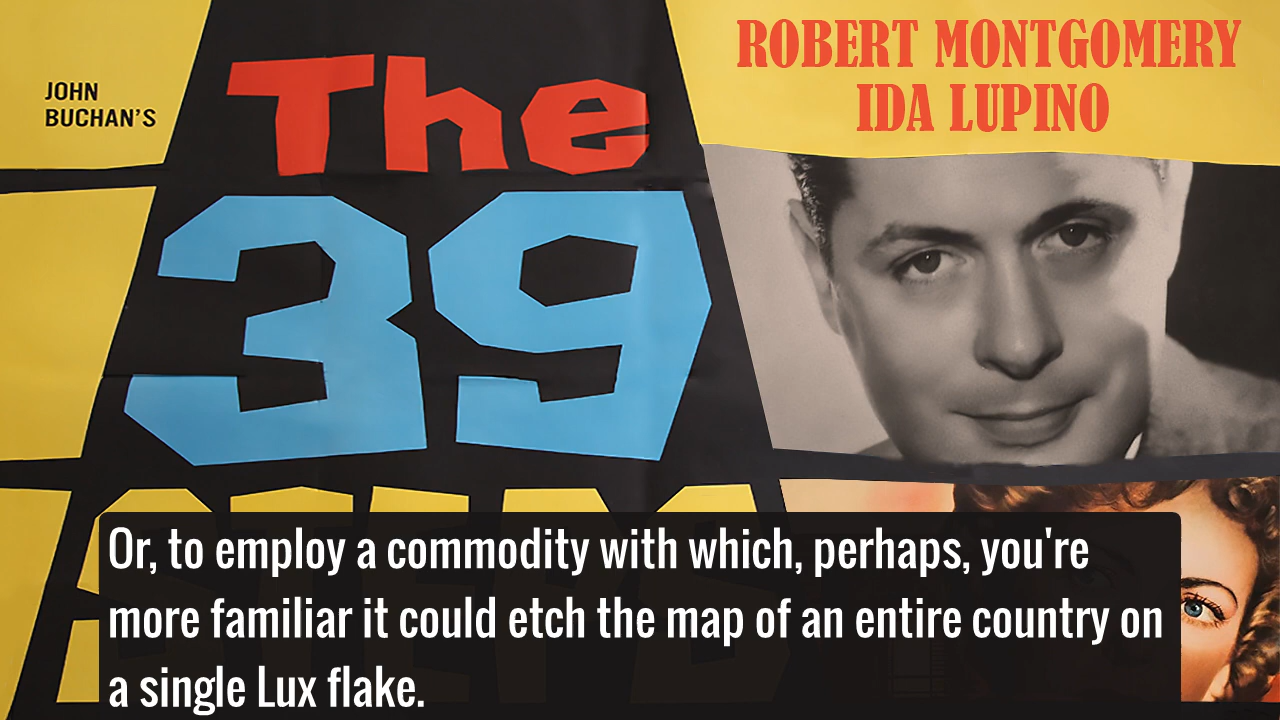 JOHN
BUCHAN'S
The
39
STEPS
ROBERT MONTGOMERY
IDA LUPINO
Or, to employ a commodity with which, perhaps, you're
more familiar it could etch the map of an entire country on
a single Lux flake.